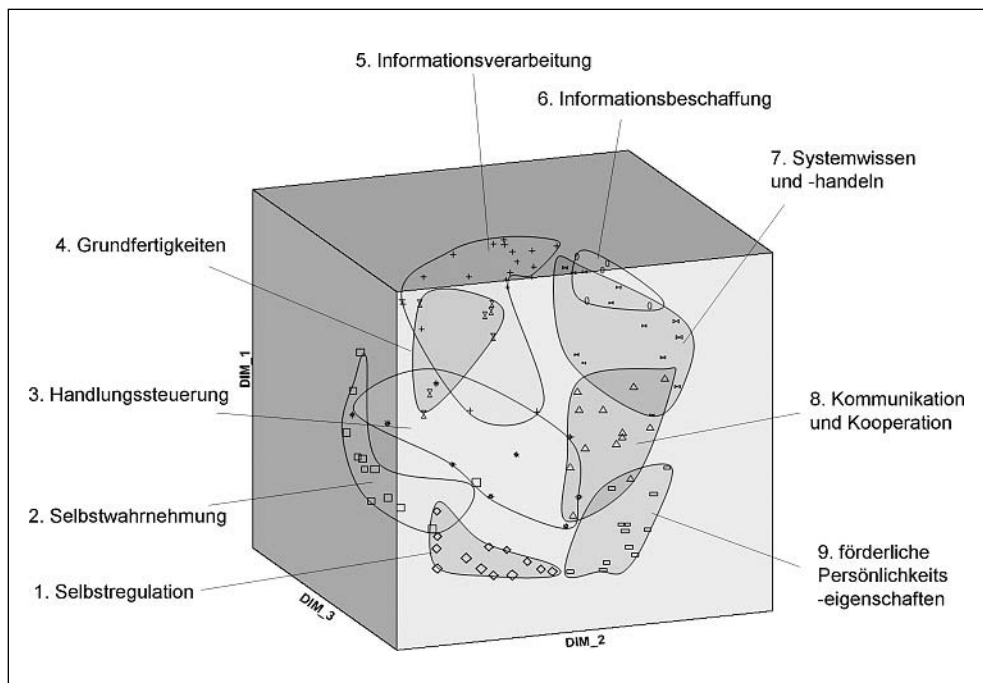 5. Informationsverarbeitung
6. Informationsbeschaffung
7. Systemwissen
und -handeln
4. Grundfertigkeiten
DIM_1
3. Handlungssteuerung
8. Kommunikation
und Kooperation
2. Selbstwahrnehmung
9. förderliche
Persönlichkeits
-eigenschaften
1. Selbstregulation
DIM_3
DIM_2